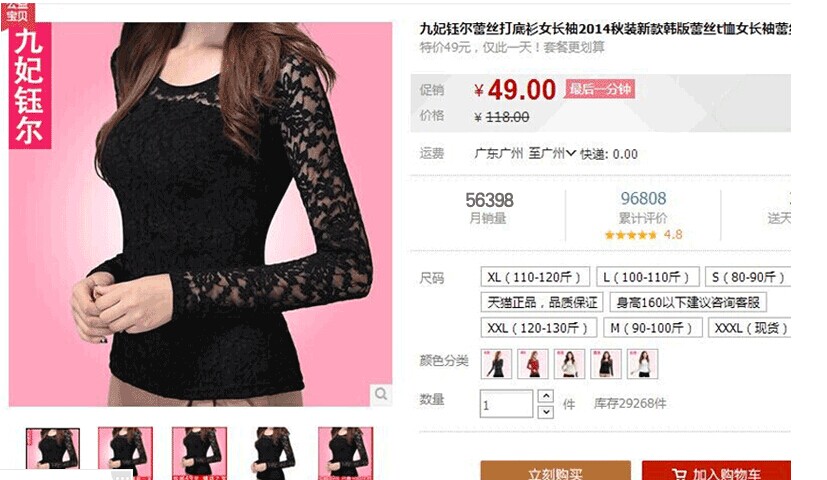 宝贝
九妃钰尔
九妃钰尔蕾丝打底衫女长袖2014秋装新款韩版蕾丝t恤女长袖蕾
特价49元，仅此一天！套餐更划算
促销 ¥ 49.00 最后一分钟
价格 ¥ 118.00
运费 广东广州 至广州 快递: 0.00
56398 96808
月销量 累计评价 送天
4.8
尺码 XL（110-120斤） L（100-110斤） S（80-90斤）
天猫正品，品质保证 身高160以下建议咨询客服
XXL（120-130斤） M（90-100斤） XXXL（现货）
颜色分类
数量 1 件 库存29268件
立刻购买 加入购物车